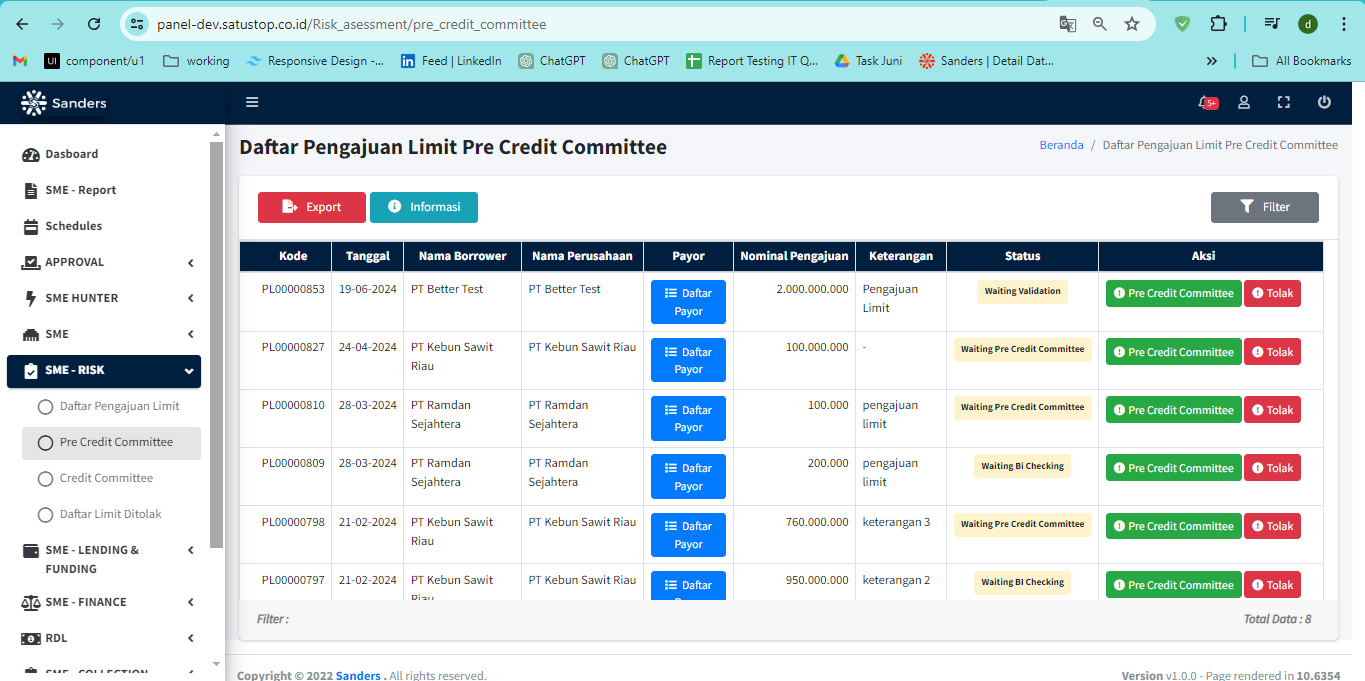 panel-dev.satustop.co.id/Risk_asessment/pre_credit_committee
d
component/u1
working
Responsive Design -...
Feed | LinkedIn
ChatGPT
ChatGPT
Report Testing IT Q...
Task Juni
Sanders | Detail Dat...
»
All Bookmarks
Sanders
5+
Dasboard
SME - Report
Schedules
APPROVAL
SME HUNTER
SME
SME - RISK
Daftar Pengajuan Limit
Pre Credit Committee
Credit Committee
Daftar Limit Ditolak
SME - LENDING &
FUNDING
SME - FINANCE
RDL
SME - COLLECTION
Daftar Pengajuan Limit Pre Credit Committee
Beranda / Daftar Pengajuan Limit Pre Credit Committee
Export
Informasi
Filter
Kode Tanggal Nama Borrower Nama Perusahaan Payor Nominal Pengajuan Keterangan Status Aksi
PL00000853 19-06-2024 PT Better Test PT Better Test Daftar Payor 2.000.000.000 Pengajuan Limit Waiting Validation Pre Credit Committee Tolak
PL00000827 24-04-2024 PT Kebun Sawit Riau PT Kebun Sawit Riau Daftar Payor 100.000.000 - Waiting Pre Credit Committee Pre Credit Committee Tolak
PL00000810 28-03-2024 PT Ramdan Sejahtera PT Ramdan Sejahtera Daftar Payor 100.000 pengajuan limit Waiting Pre Credit Committee Pre Credit Committee Tolak
PL00000809 28-03-2024 PT Ramdan Sejahtera PT Ramdan Sejahtera Daftar Payor 200.000 pengajuan limit Waiting Bi Checking Pre Credit Committee Tolak
PL00000798 21-02-2024 PT Kebun Sawit Riau PT Kebun Sawit Riau Daftar Payor 760.000.000 keterangan 3 Waiting Pre Credit Committee Pre Credit Committee Tolak
PL00000797 21-02-2024 PT Kebun Sawit Riau PT Kebun Sawit Riau Daftar 950.000.000 keterangan 2 Waiting BI Checking Pre Credit Committee Tolak
Filter :
Total Data : 8
Copyright © 2022 Sanders . All rights reserved.
Version v1.0.0 - Page rendered in 10.6354